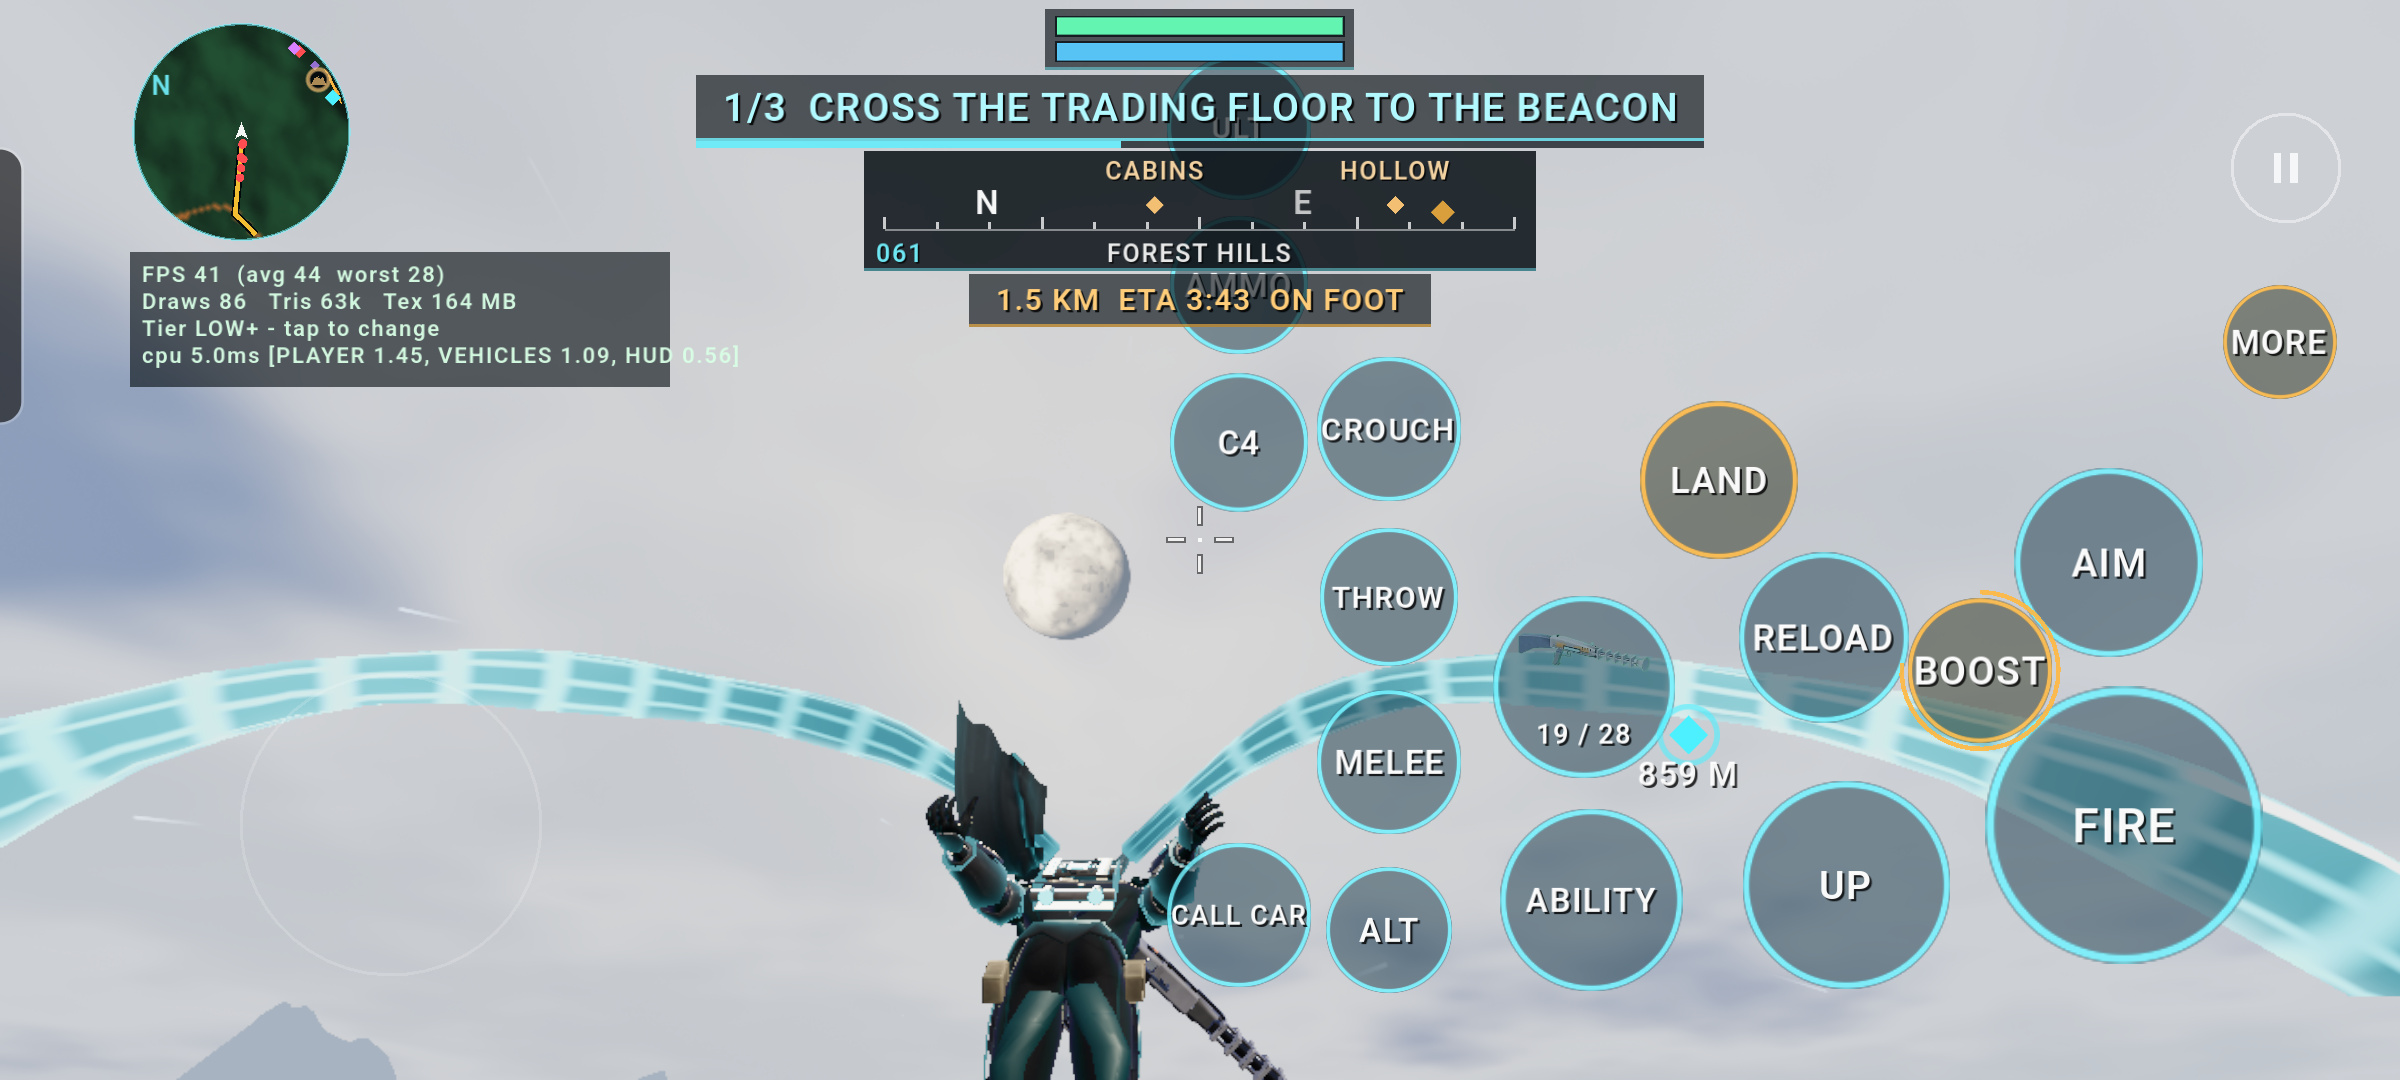 N
1/3 CROSS THE TRADING FLOOR TO THE BEACON
ULT
CABINS HOLLOW
N E
061 FOREST HILLS
AMMO
1.5 KM ETA 3:43 ON FOOT
FPS 41 (avg 44 worst 28)
Draws 86 Tris 63k Tex 164 MB
Tier LOW+ - tap to change
cpu 5.0ms [PLAYER 1.45, VEHICLES 1.09, HUD 0.56]
MORE
C4
CROUCH
LAND
AIM
THROW
RELOAD
BOOST
19 / 28
MELEE
859 M
FIRE
CALL CAR
ALT
ABILITY
UP